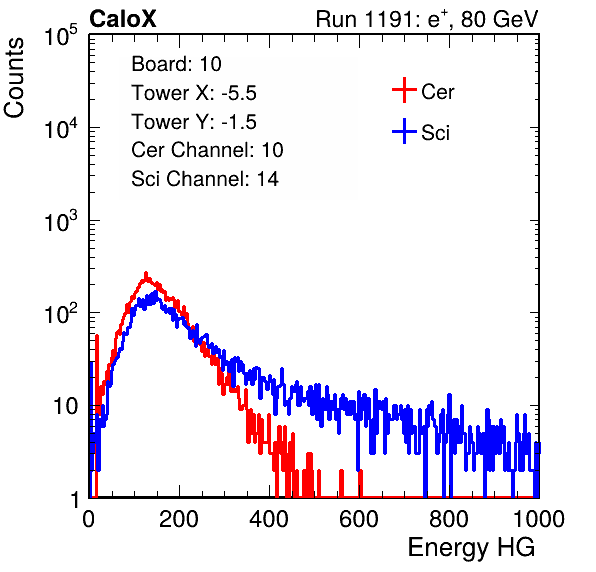 CaloX Run 1191: e⁺, 80 GeV
Counts
10⁵
10⁴
10³
10²
10
1
Board: 10
Tower X: -5.5
Tower Y: -1.5
Cer Channel: 10
Sci Channel: 14
Cer
Sci
0 200 400 600 800 1000
Energy HG